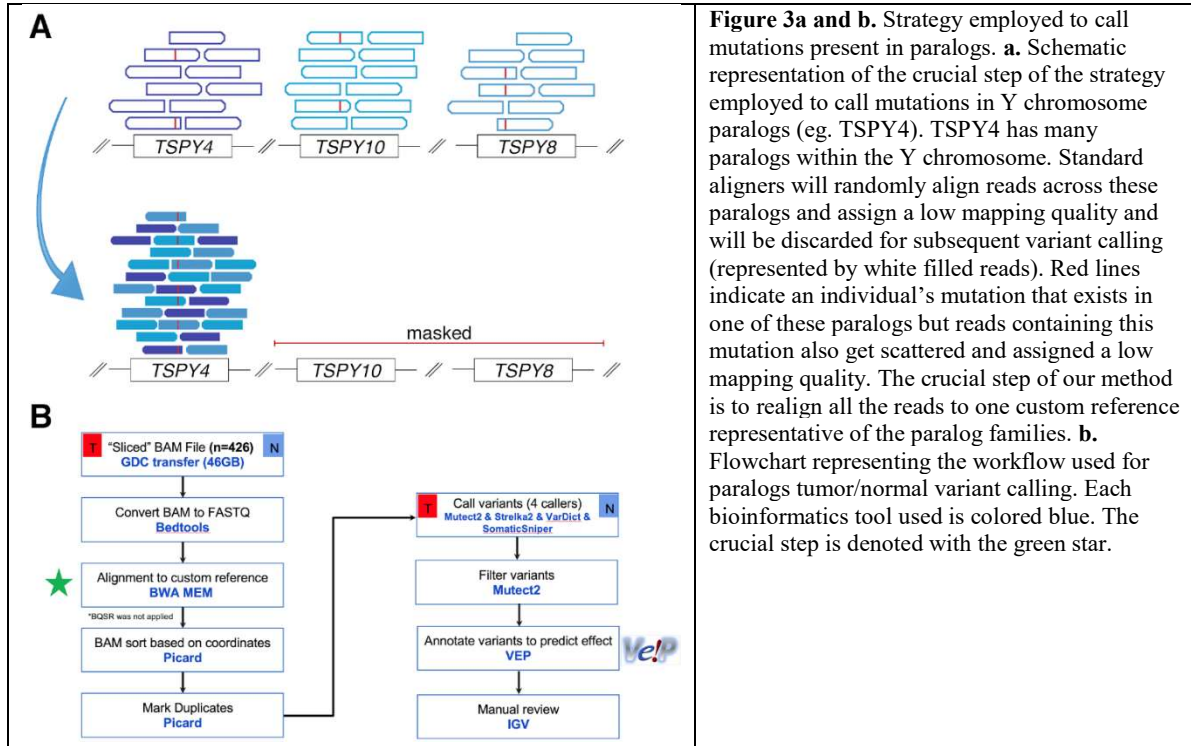 A
TSPY4
TSPY10
TSPY8
masked
TSPY4
TSPY10
TSPY8
B
T
"Sliced" BAM File (n=426)
N
GDC transfer (46GB)
Convert BAM to FASTQ
Bedtools
Alignment to custom reference
BWA MEM
*BQSR was not applied
BAM sort based on coordinates
Picard
Mark Duplicates
Picard
T
Call variants (4 callers)
N
Mutect2 & Strelka2 & VarDict &
SomaticSniper
Filter variants
Mutect2
Annotate variants to predict effect
VEP
Ve!P
Manual review
IGV
Figure 3a and b. Strategy employed to call
mutations present in paralogs. a. Schematic
representation of the crucial step of the strategy
employed to call mutations in Y chromosome
paralogs (eg. TSPY4). TSPY4 has many
paralogs within the Y chromosome. Standard
aligners will randomly align reads across these
paralogs and assign a low mapping quality and
will be discarded for subsequent variant calling
(represented by white filled reads). Red lines
indicate an individual's mutation that exists in
one of these paralogs but reads containing this
mutation also get scattered and assigned a low
mapping quality. The crucial step of our method
is to realign all the reads to one custom reference
representative of the paralog families. b.
Flowchart representing the workflow used for
paralogs tumor/normal variant calling. Each
bioinformatics tool used is colored blue. The
crucial step is denoted with the green star.